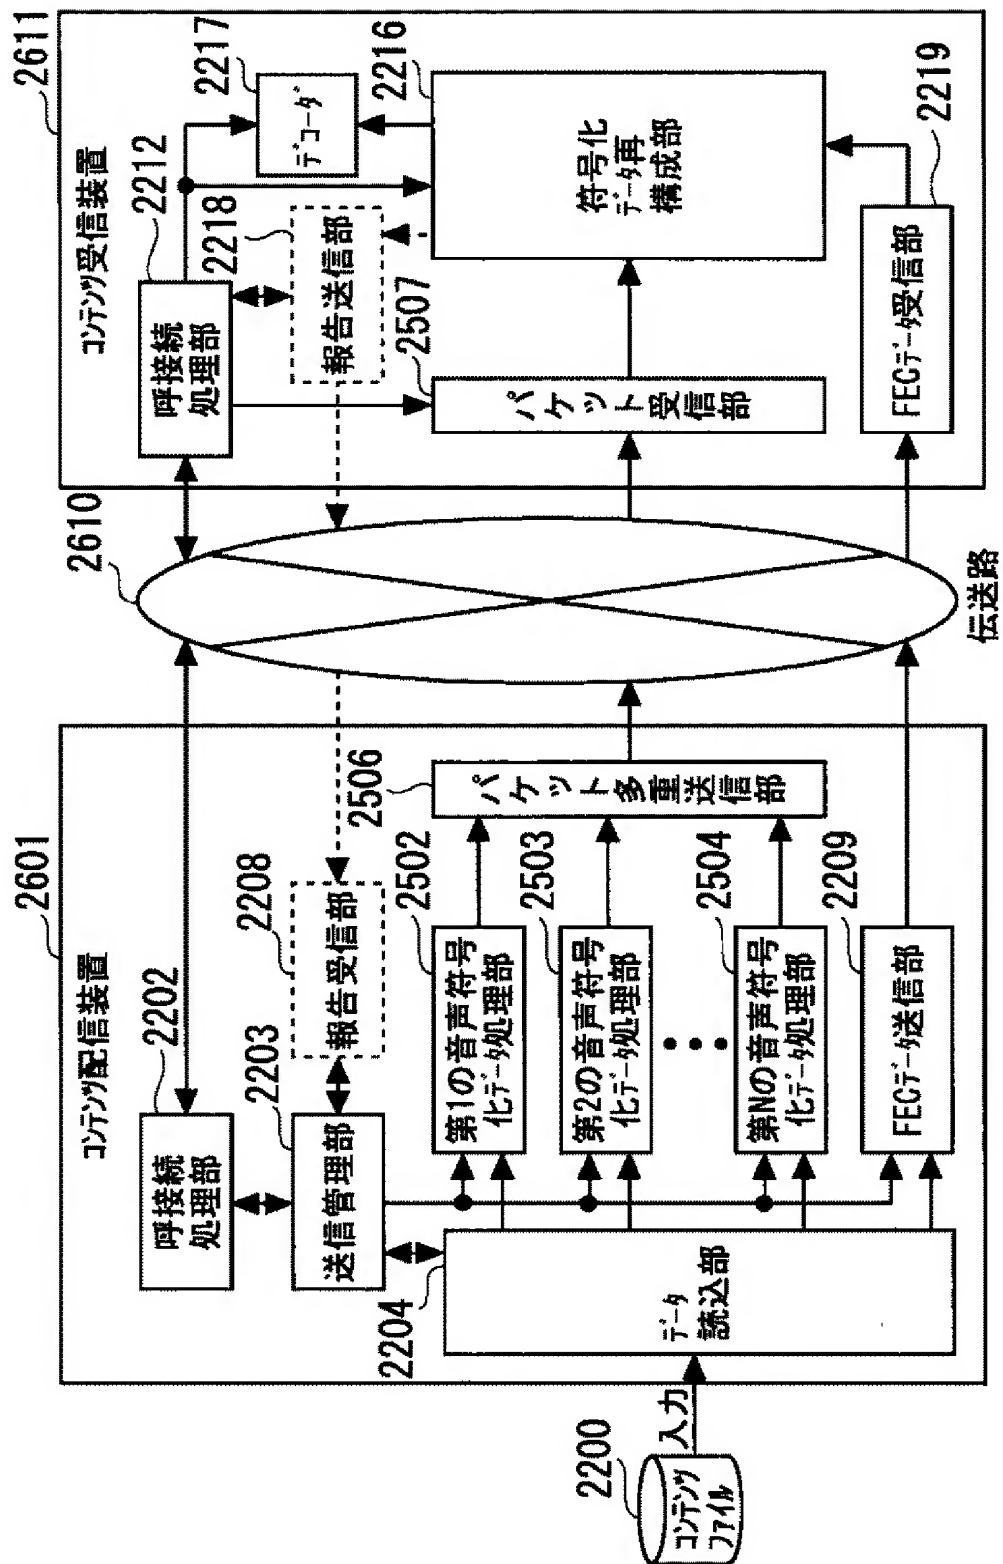 2601
コンテンツ配信装置
2202
呼接続
処理部
2203
送信管理部
2208
報告受信部
2204
データ
読込部
2200
コンテンツ
ファイル
入力
2502
第1の音声符号
化データ処理部
2503
第2の音声符号
化データ処理部
2504
第Nの音声符号
化データ処理部
2209
FECデータ送信部
2506
パケット多重送信部
2610
伝送路
2611
コンテンツ受信装置
2212
呼接続
処理部
2218
報告送信部
2217
デコーダ
2507
パケット受信部
2216
符号化
データ再
構成部
2219
FECデータ受信部